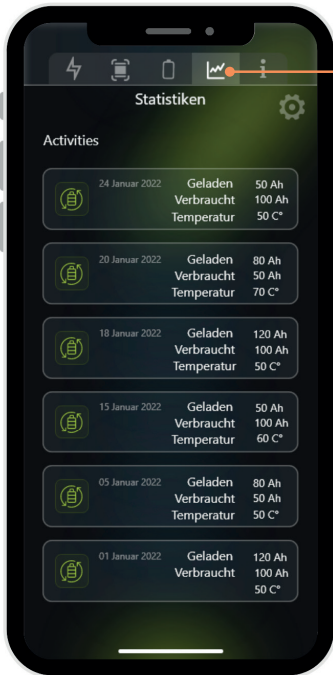 Statistiken
Activities
24 Januar 2022 Geladen 50 Ah
Verbraucht 100 Ah
Temperatur 50 C°
20 Januar 2022 Geladen 80 Ah
Verbraucht 50 Ah
Temperatur 70 C°
18 Januar 2022 Geladen 120 Ah
Verbraucht 100 Ah
Temperatur 50 C°
15 Januar 2022 Geladen 50 Ah
Verbraucht 100 Ah
Temperatur 60 C°
05 Januar 2022 Geladen 80 Ah
Verbraucht 50 Ah
Temperatur 50 C°
01 Januar 2022 Geladen 120 Ah
Verbraucht 100 Ah
50 C°